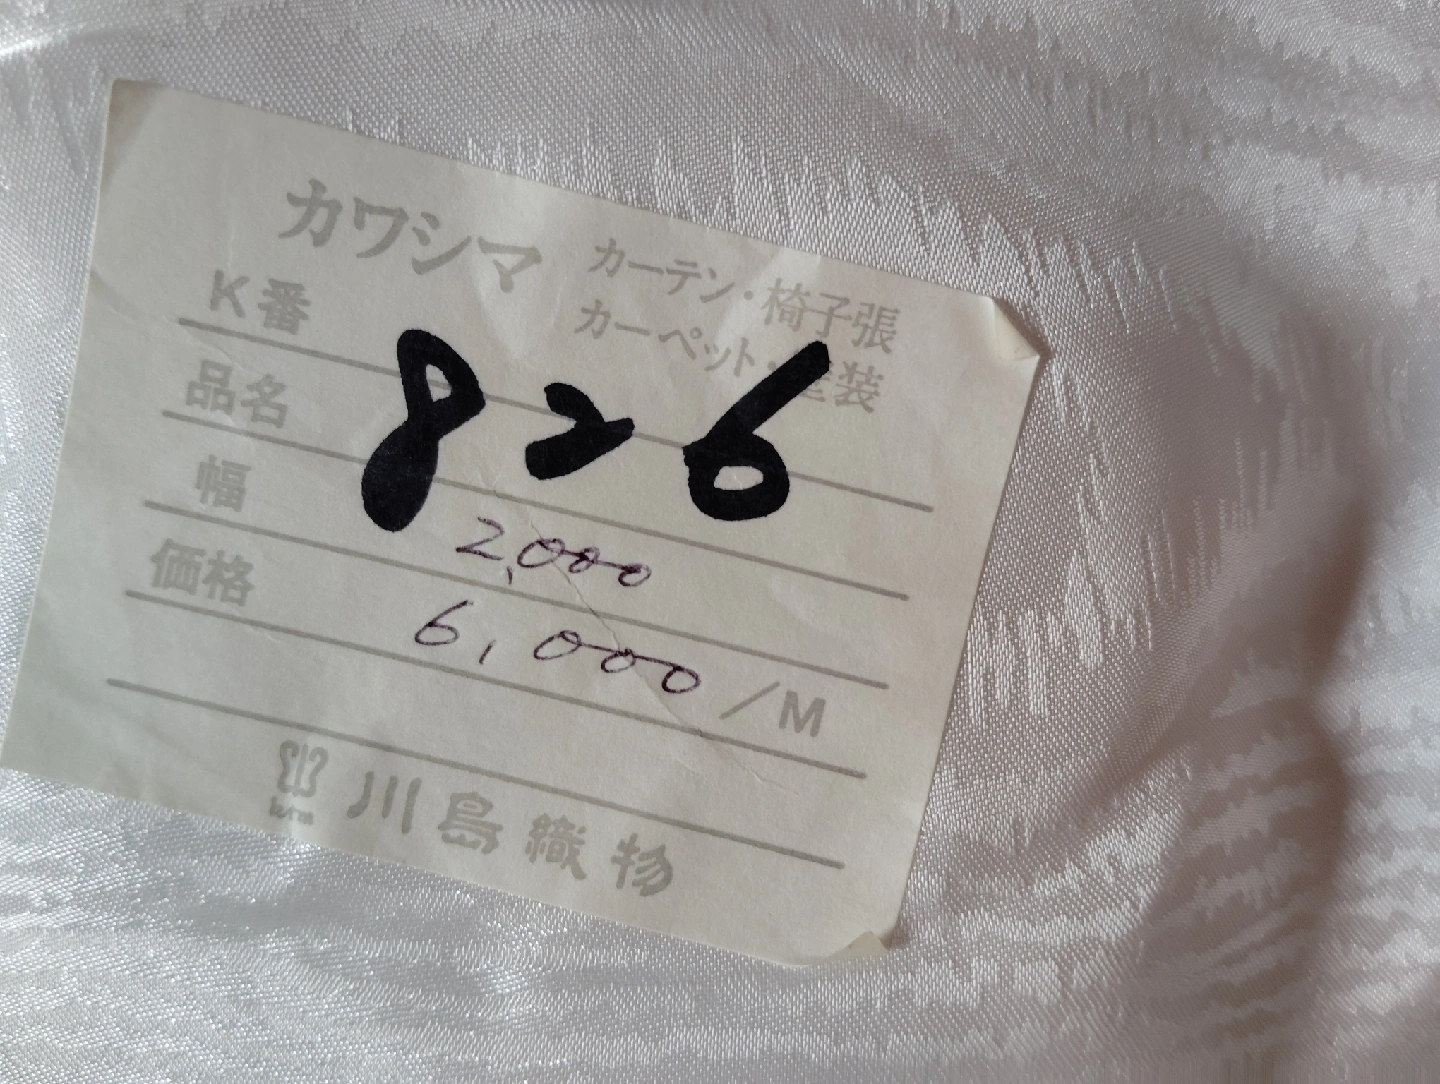 カワシマ
カーテン・椅子張
カーペット・壁装
K番
品名
826
幅
2,000
価格
6,000 /M
川島織物